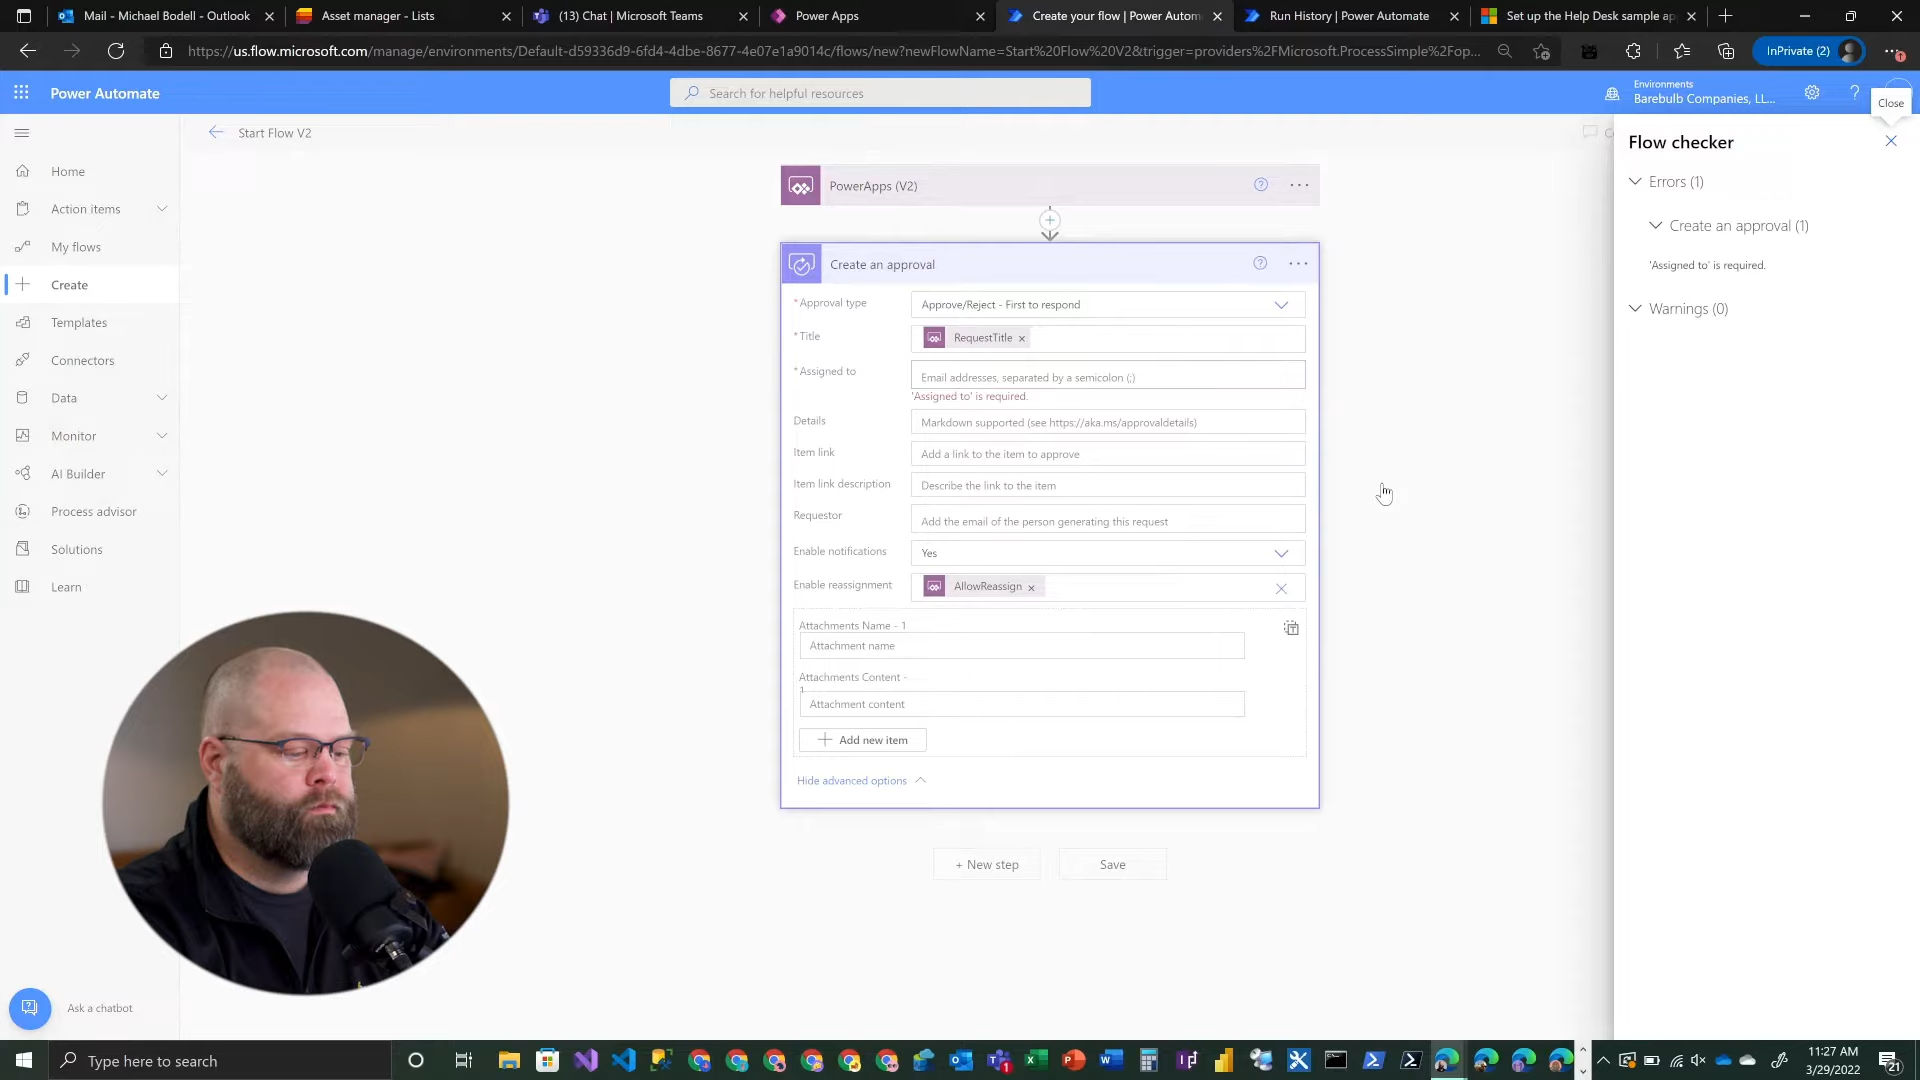 Mail - Michael Bodell - Outlook
Asset manager - Lists
(13) Chat | Microsoft Teams
Power Apps
Create your flow | Power Autom
Run History | Power Automate
Set up the Help Desk sample ap
https://us.flow.microsoft.com/manage/environments/Default-d59336d9-6fd4-4dbe-8677-4e07e1a9014c/flows/new?newFlowName=Start%20Flow%20V2&trigger=providers%2FMicrosoft.ProcessSimple%2Fop...
InPrivate (2)
Power Automate
Search for helpful resources
Environments
Barebulb Companies, LL...
Close
Start Flow V2
Home
Action items
My flows
Create
Templates
Connectors
Data
Monitor
AI Builder
Process advisor
Solutions
Learn
Ask a chatbot
PowerApps (V2)
Create an approval
* Approval type
Approve/Reject - First to respond
* Title
RequestTitle ×
* Assigned to
Email addresses, separated by a semicolon (;)
'Assigned to' is required.
Details
Markdown supported (see https://aka.ms/approvaldetails)
Item link
Add a link to the item to approve
Item link description
Describe the link to the item
Requestor
Add the email of the person generating this request
Enable notifications
Yes
Enable reassignment
AllowReassign ×
Attachments Name - 1
Attachment name
Attachments Content -
1
Attachment content
Add new item
Hide advanced options
+ New step
Save
Flow checker
Errors (1)
Create an approval (1)
'Assigned to' is required.
Warnings (0)
Type here to search
11:27 AM
3/29/2022
21